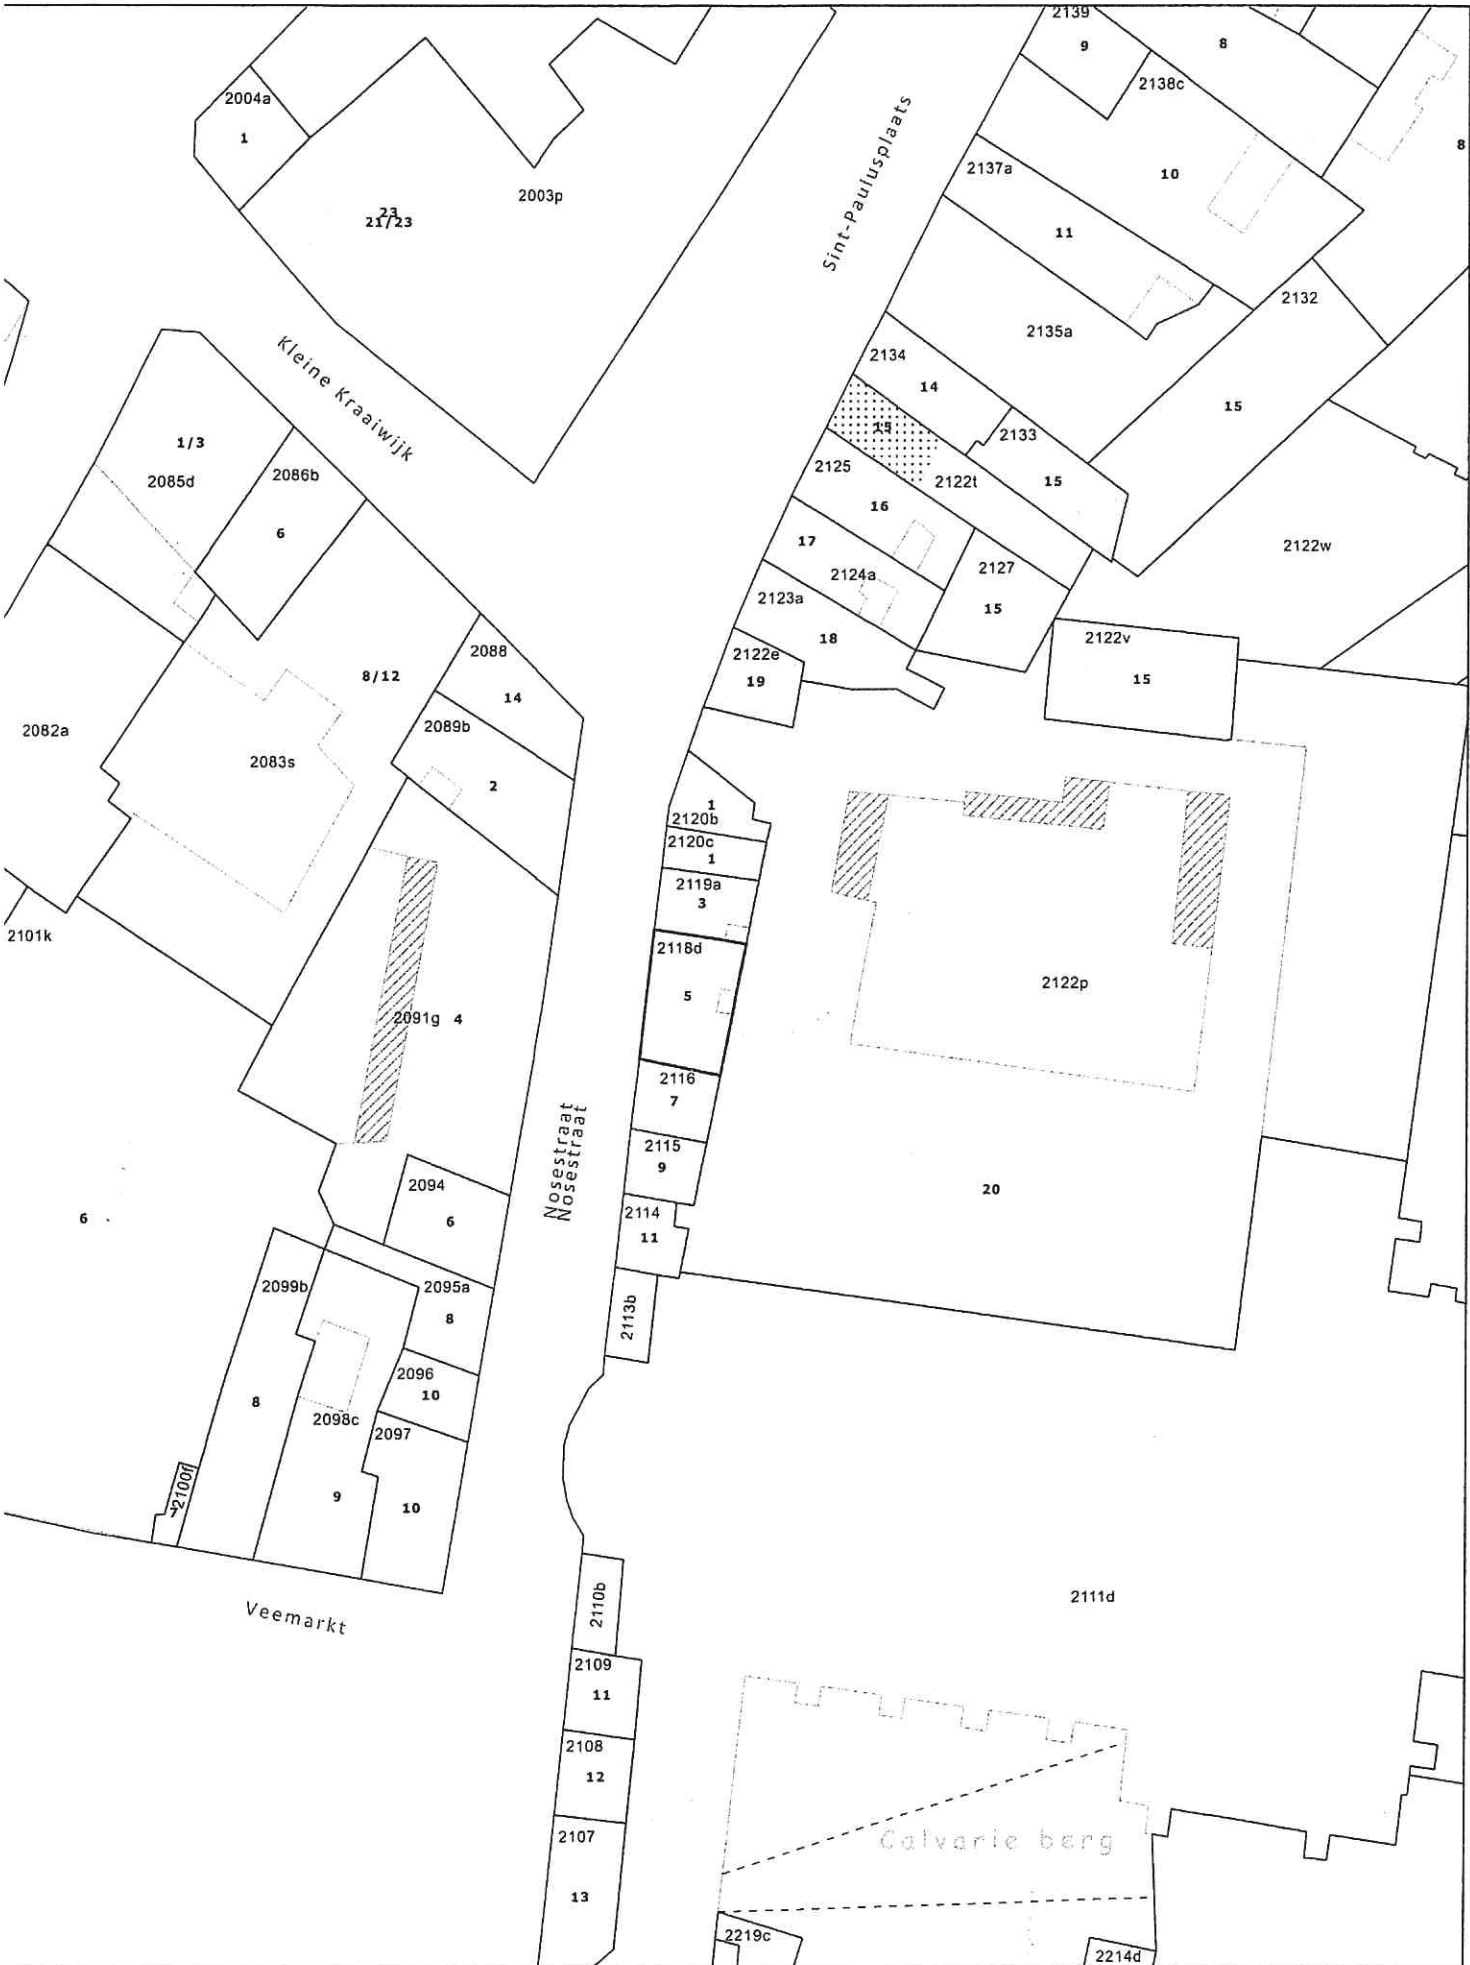 2139
9
8
2138c
2004a
1
8
2137a
10
2003p
23
21/23
11
Sint-Paulusplaats
2132
2135a
Kleine Kraaiwijk
2134
14
15
15
2133
1/3
2125
2086b
2085d
2122t
15
16
6
17
2122w
2127
2124a
2123a
15
18
2122v
2088
2122e
8/12
15
19
14
2089b
2082a
2083s
2
1
2120b
2120c
1
2119a
3
2101k
2118d
2122p
5
2091g 4
2116
7
Nosestraat
Nosestraat
2115
9
2094
20
6
6
2114
11
2099b
2095a
2113b
8
2096
10
8
2098c
2097
2100f
7
9
10
2110b
2111d
Veemarkt
2109
11
2108
12
2107
Calvarie berg
13
2219c
2214d